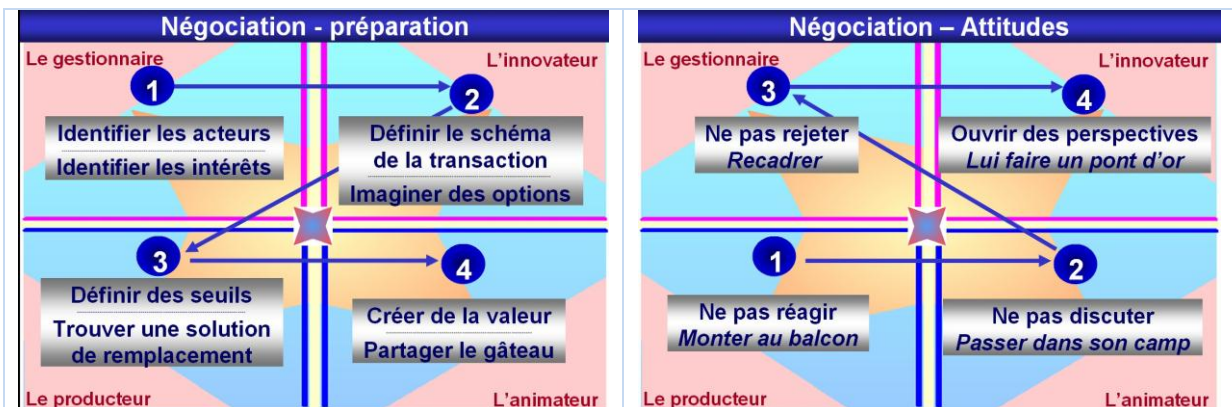 Négociation - préparation
Le gestionnaire
L'innovateur
1
2
Identifier les acteurs
Identifier les intérêts
Définir le schéma
de la transaction
Imaginer des options
3
4
Définir des seuils
Trouver une solution
de remplacement
Créer de la valeur
Partager le gâteau
Le producteur
L'animateur
Négociation – Attitudes
Le gestionnaire
L'innovateur
3
4
Ne pas rejeter
Recadrer
Ouvrir des perspectives
Lui faire un pont d'or
1
2
Ne pas réagir
Monter au balcon
Ne pas discuter
Passer dans son camp
Le producteur
L'animateur